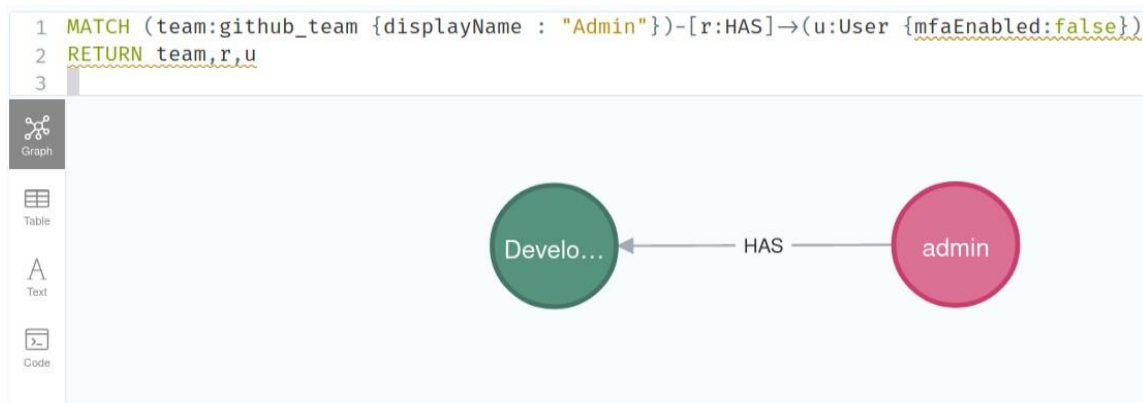 1 MATCH (team:github_team {displayName : "Admin"})-[r:HAS]→(u:User {mfaEnabled:false})
2 RETURN team,r,u
3
Graph
Table
A
Text
Code
Develo...
HAS
admin